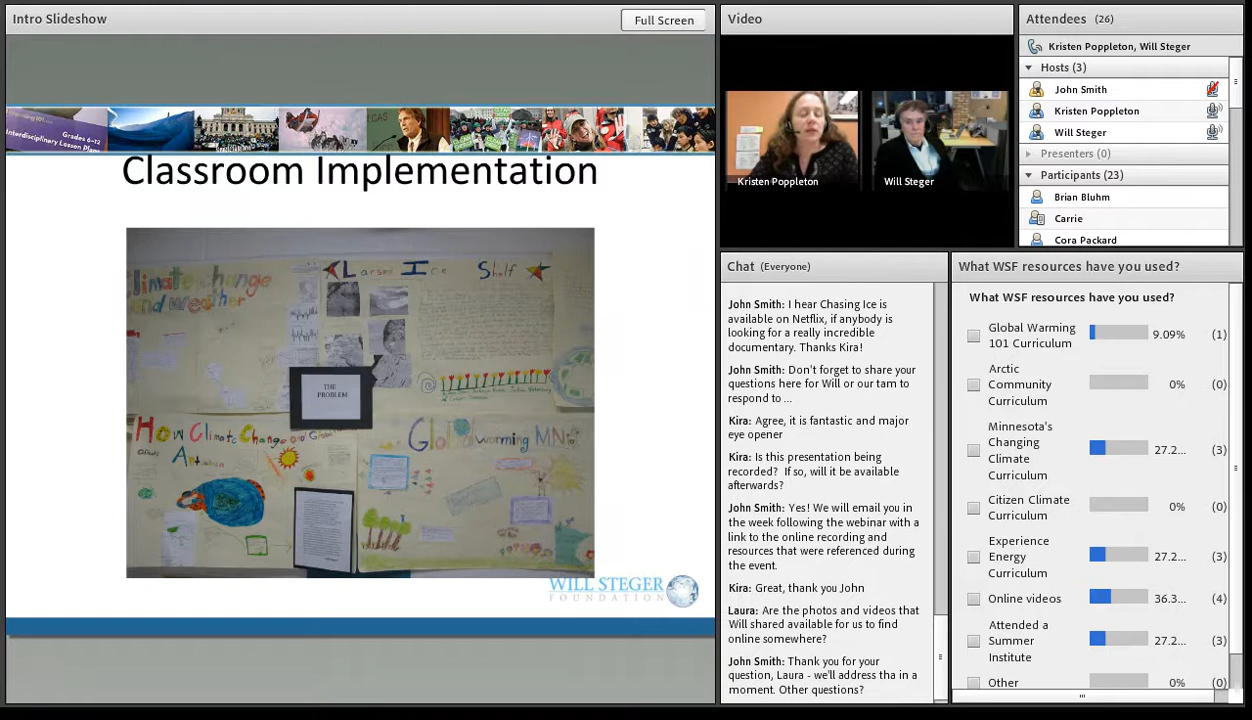 Intro Slideshow
Full Screen
Grades 6-12
Interdisciplinary Lesson Plans
CAS
Classroom Implementation
Climate change
and weather
Larsen Ice Shelf
THE
PROBLEM
How Climate Change and
Global warming MN
WILL STEGER
FOUNDATION
Video
Kristen Poppleton
Will Steger
Attendees (26)
Kristen Poppleton, Will Steger
Hosts (3)
John Smith
Kristen Poppleton
Will Steger
Presenters (0)
Participants (23)
Brian Bluhm
Carrie
Cora Packard
Chat (Everyone)
John Smith: I hear Chasing Ice is
available on Netflix, if anybody is
looking for a really incredible
documentary. Thanks Kira!
John Smith: Don't forget to share your
questions here for Will or our tam to
respond to ...
Kira: Agree, it is fantastic and major
eye opener
Kira: Is this presentation being
recorded? If so, will it be available
afterwards?
John Smith: Yes! We will email you in
the week following the webinar with a
link to the online recording and
resources that were referenced during
the event.
Kira: Great, thank you John
Laura: Are the photos and videos that
Will shared available for us to find
online somewhere?
John Smith: Thank you for your
question, Laura - we'll address tha in a
moment. Other questions?
What WSF resources have you used?
What WSF resources have you used?
Global Warming
101 Curriculum
9.09% (1)
Arctic
Community
Curriculum
0% (0)
Minnesota's
Changing
Climate
Curriculum
27.2... (3)
Citizen Climate
Curriculum
0% (0)
Experience
Energy
Curriculum
27.2... (3)
Online videos 36.3... (4)
Attended a
Summer
Institute
27.2... (3)
Other 0% (0)